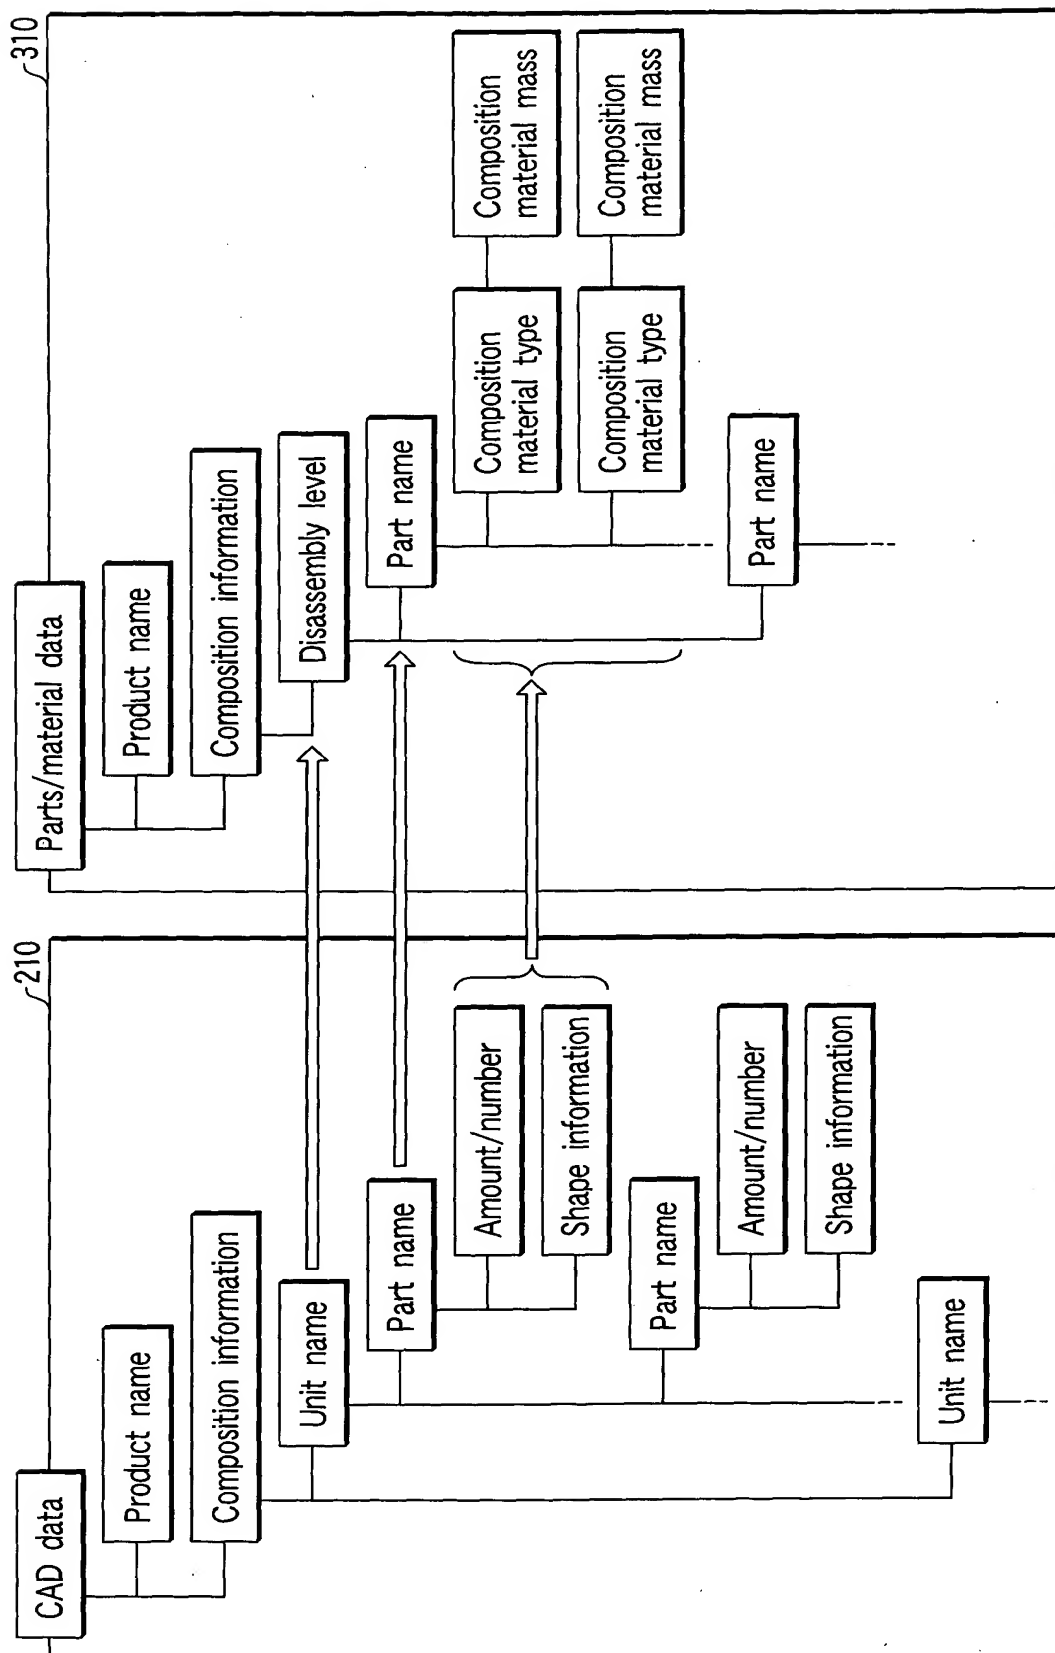 210
CAD data
Product name
Composition information
Unit name
Part name
Amount/number
Shape information
Part name
Amount/number
Shape information
Unit name
310
Parts/material data
Product name
Composition information
Disassembly level
Part name
Composition
material type
Composition
material mass
Composition
material type
Composition
material mass
Part name